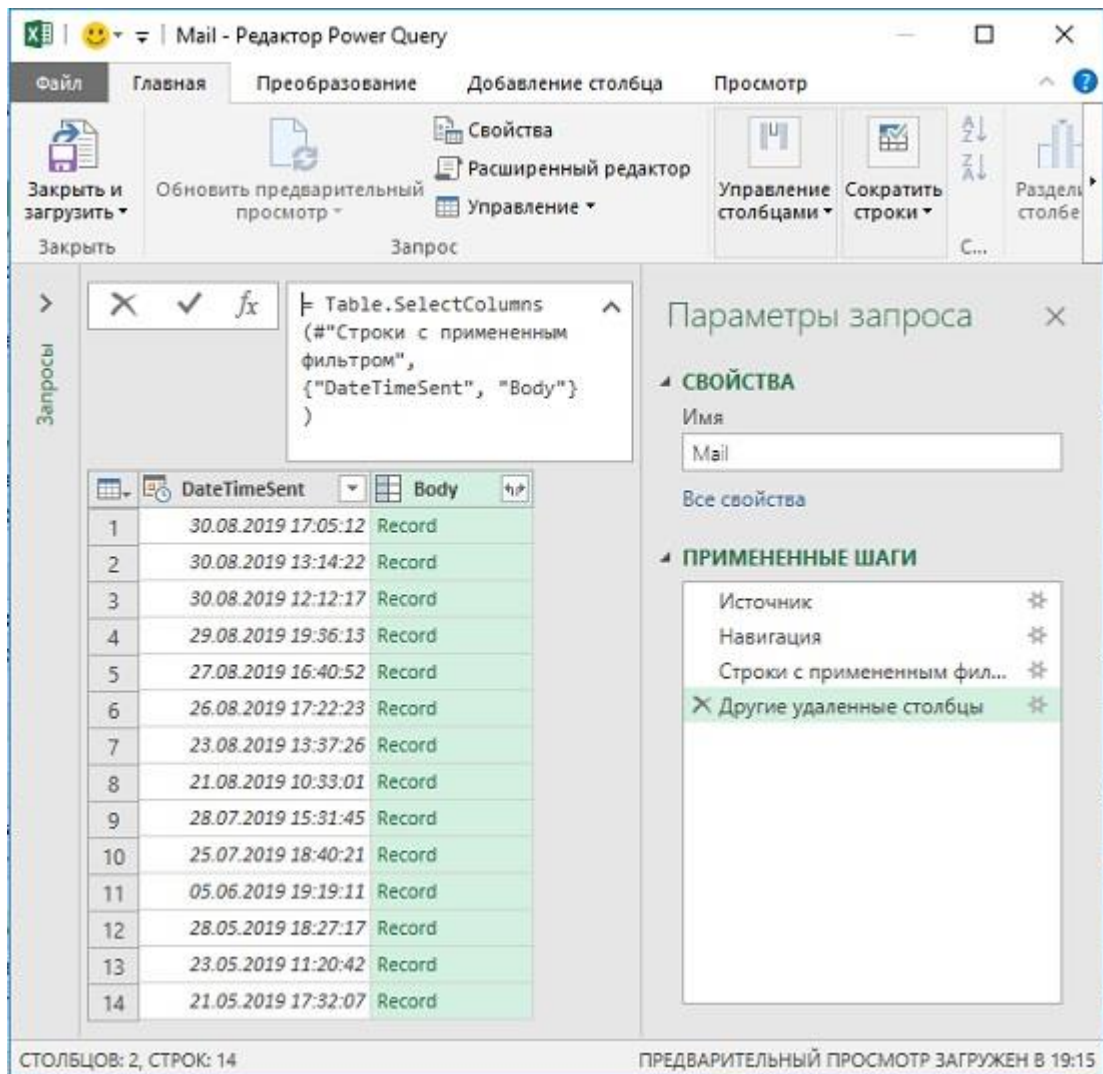 Mail - Редактор Power Query
Файл Главная Преобразование Добавление столбца Просмотр
Закрыть и загрузить
Закрыть
Обновить предварительный просмотр
Свойства
Расширенный редактор
Управление
Запрос
Управление столбцами
Сократить строки
С...
Раздели
столбе
Запросы
fx
= Table.SelectColumns
(#"Строки с примененным
фильтром",
{"DateTimeSent", "Body"}
)
DateTimeSent Body
1 30.08.2019 17:05:12 Record
2 30.08.2019 13:14:22 Record
3 30.08.2019 12:12:17 Record
4 29.08.2019 19:36:13 Record
5 27.08.2019 16:40:52 Record
6 26.08.2019 17:22:23 Record
7 23.08.2019 13:37:26 Record
8 21.08.2019 10:33:01 Record
9 28.07.2019 15:31:45 Record
10 25.07.2019 18:40:21 Record
11 05.06.2019 19:19:11 Record
12 28.05.2019 18:27:17 Record
13 23.05.2019 11:20:42 Record
14 21.05.2019 17:32:07 Record
Параметры запроса
СВОЙСТВА
Имя
Mail
Все свойства
ПРИМЕНЕННЫЕ ШАГИ
Источник
Навигация
Строки с примененным фил...
Другие удаленные столбцы
СТОЛБЦОВ: 2, СТРОК: 14
ПРЕДВАРИТЕЛЬНЫЙ ПРОСМОТР ЗАГРУЖЕН В 19:15